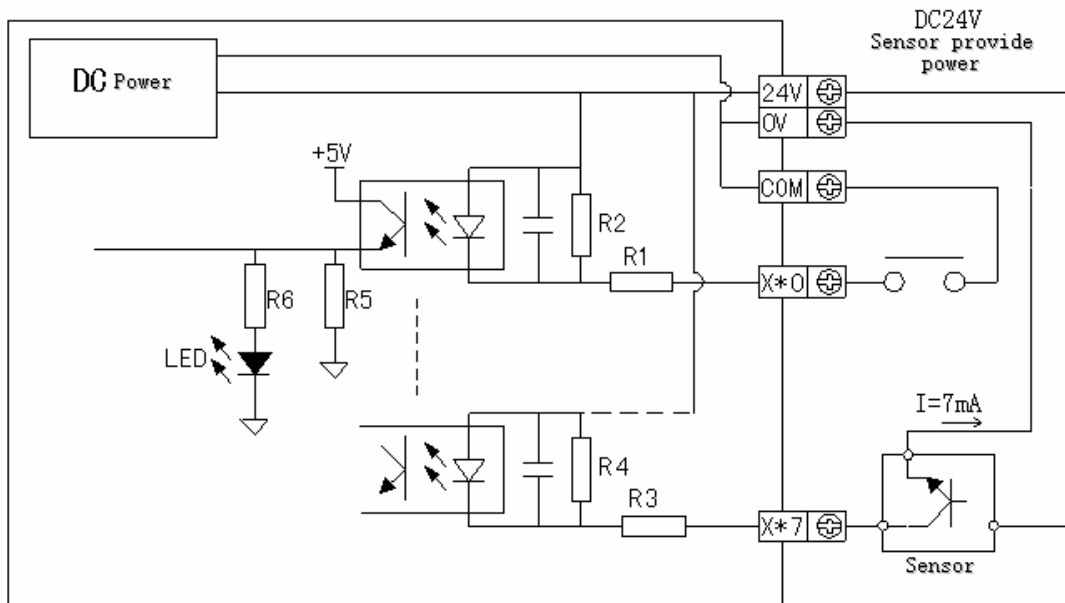 DC24V
Sensor provide
power
DC Power
24V
0V
+5V
COM
R2
R1
X*0
R6
R5
LED
I=7mA
R4
R3
X*7
Sensor